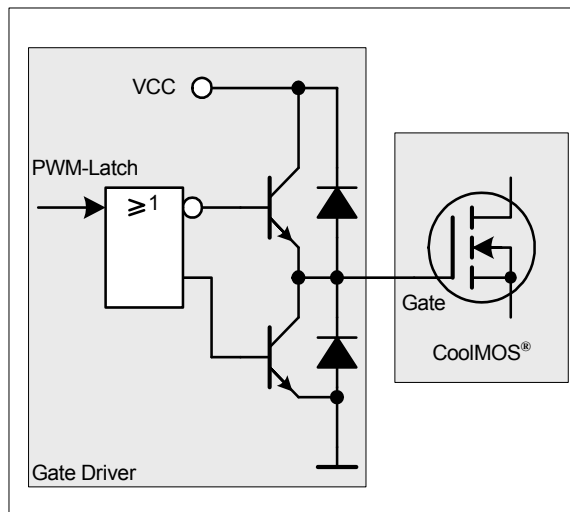 VCC
PWM-Latch
≥1
Gate
CoolMOS®
Gate Driver